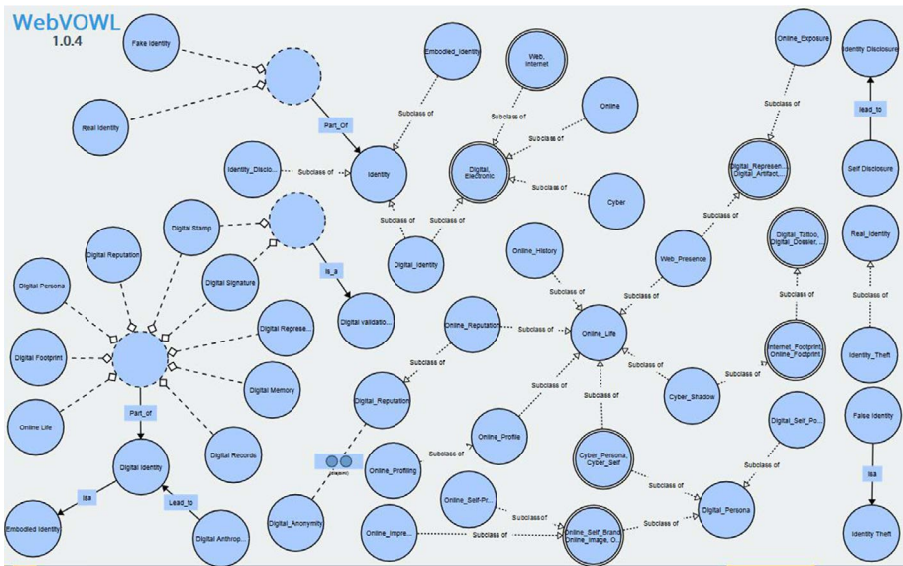 WebVOWL
1.0.4
Fake Identity
Real Identity
Part_Of
Embodied_Identity
Web,
Internet
Online
Cyber
Online_Exposure
Identity Disclosure
lead_to
Self Disclosure
Subclass of
Subclass of
Subclass of
Subclass of
Subclass of
Identity_Disclo...
Subclass of
Identity
Digital,
Electronic
Digital_Represen...
Digital_Artifact,...
Subclass of
Subclass of
Subclass of
Digital Stamp
Digital Reputation
Digital Signature
Is_a
Digital_Identity
Online_History
Web_Presence
Digital_Tattoo,
Digital_Dossier, ...
Real_Identity
Digital Persona
Digital validatio...
Subclass of
Subclass of
Subclass of
Subclass of
Digital Represe...
Online_Reputation
Subclass of
Online_Life
Internet_Footprint,
Online_Footprint
Identity_Theft
Digital Footprint
Subclass of
Subclass of
Subclass of
Subclass of
Digital Memory
Digital_Reputation
Cyber_Shadow
Subclass of
Part_of
Online Life
Digital Records
Online_Profile
Digital_Self_Po...
False Identity
Digital Identity
Online_Profiling
Subclass of
Cyber_Persona,
Cyber_Self
Subclass of
Subclass of
Isa
Isa
Lead_to
Online_Self-Pr...
Digital_Persona
Embodied Identity
Digital Anthrop...
Digital_Anonymity
Online_Impre...
Subclass of
Subclass of
Online_Self_Brand
Online_Image, O...
Subclass of
Identity Theft